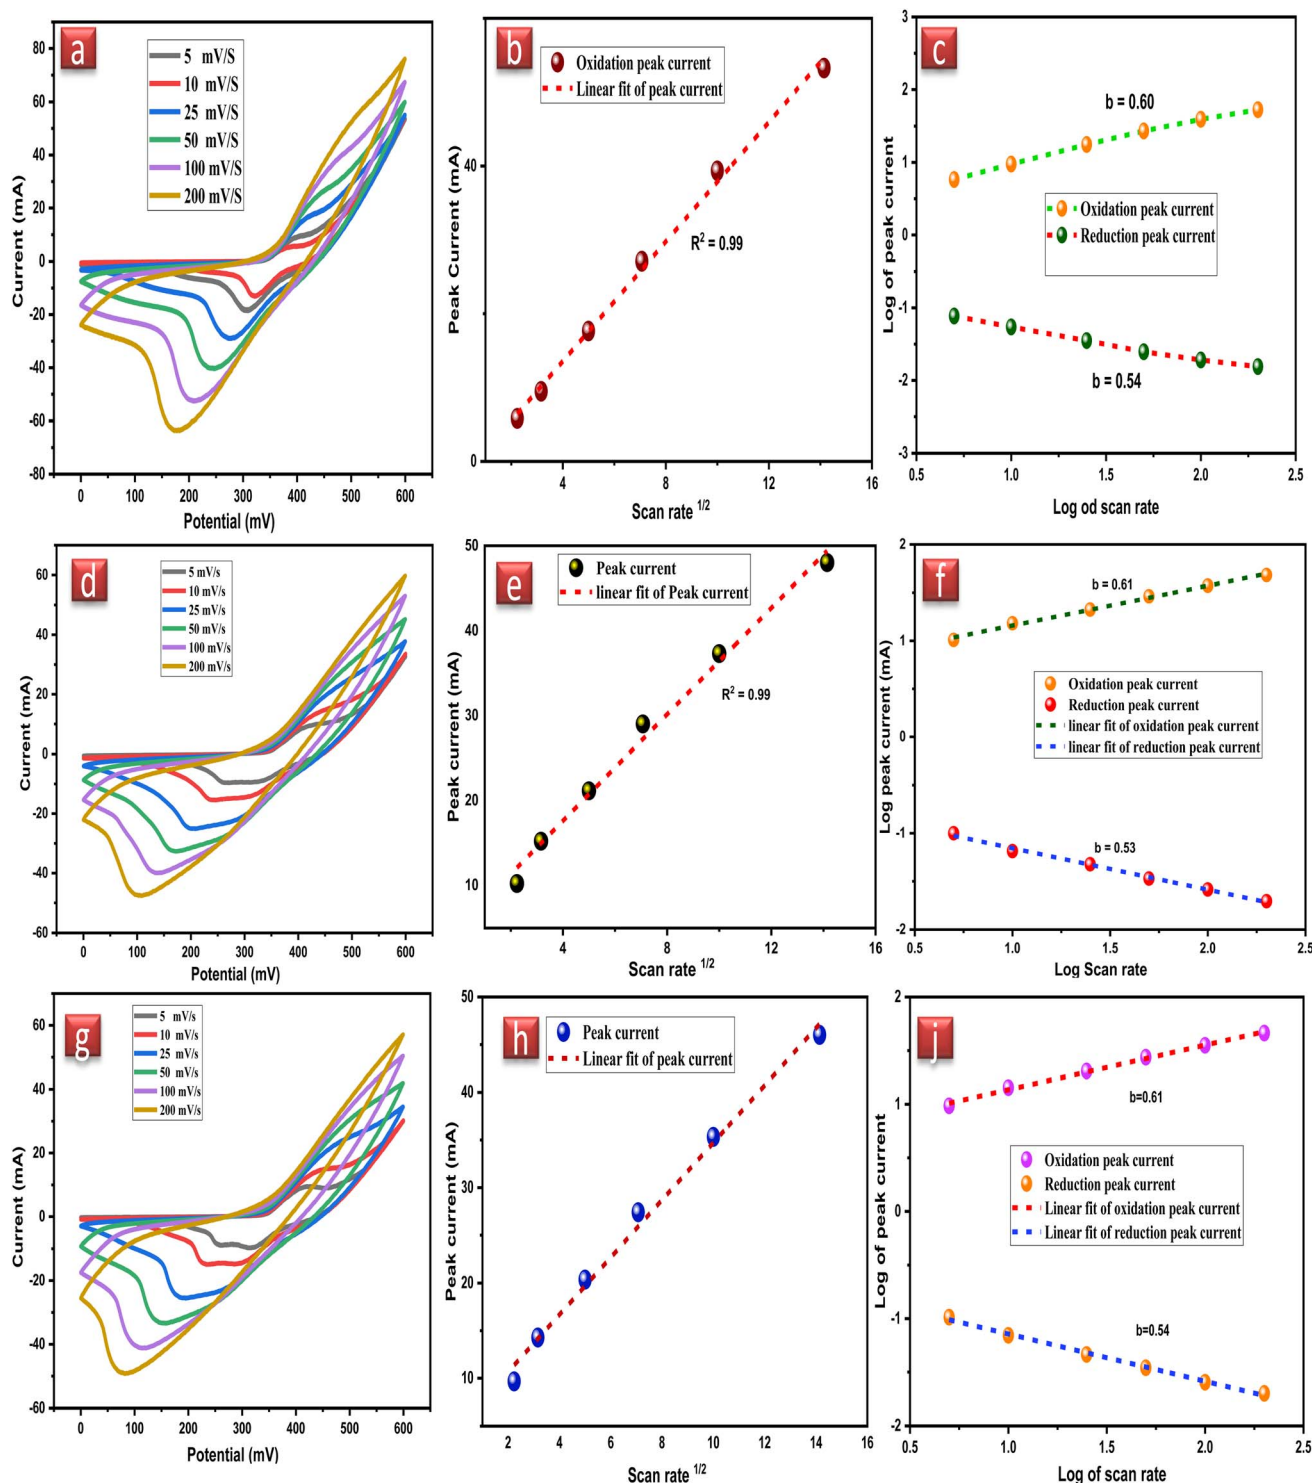 a
5 mV/S
10 mV/S
25 mV/S
50 mV/S
100 mV/S
200 mV/S
80
60
40
20
0
-20
-40
-60
-80
Current (mA)
0 100 200 300 400 500 600
Potential (mV)
b
Oxidation peak current
Linear fit of peak current
R² = 0.99
40
0
Peak Current (mA)
4 8 12 16
Scan rate 1/2
c
b = 0.60
Oxidation peak current
Reduction peak current
b = 0.54
3
2
1
0
-1
-2
-3
Log of peak current
0.5 1.0 1.5 2.0 2.5
Log od scan rate
d
5 mV/s
10 mV/s
25 mV/s
50 mV/s
100 mV/s
200 mV/s
60
40
20
0
-20
-40
-60
Current (mA)
0 100 200 300 400 500 600
Potential (mV)
e
Peak current
linear fit of Peak current
R² = 0.99
50
40
30
20
10
Peak current (mA)
4 8 12 16
Scan rate 1/2
f
b = 0.61
Oxidation peak current
Reduction peak current
linear fit of oxidation peak current
linear fit of reduction peak current
b = 0.53
2
1
0
-1
-2
Log peak current (mA)
0.5 1.0 1.5 2.0 2.5
Log Scan rate
g
5 mV/s
10 mV/s
25 mV/s
50 mV/s
100 mV/s
200 mV/s
60
40
20
0
-20
-40
-60
Current (mA)
0 100 200 300 400 500 600
Potential (mV)
h
Peak current
Linear fit of peak current
50
40
30
20
10
Peak current (mA)
2 4 6 8 10 12 14 16
Scan rate 1/2
j
b=0.61
Oxidation peak current
Reduction peak current
Linear fit of oxidation peak current
Linear fit of reduction peak current
b=0.54
2
1
0
-1
-2
Log of peak current
0.5 1.0 1.5 2.0 2.5
Log of scan rate